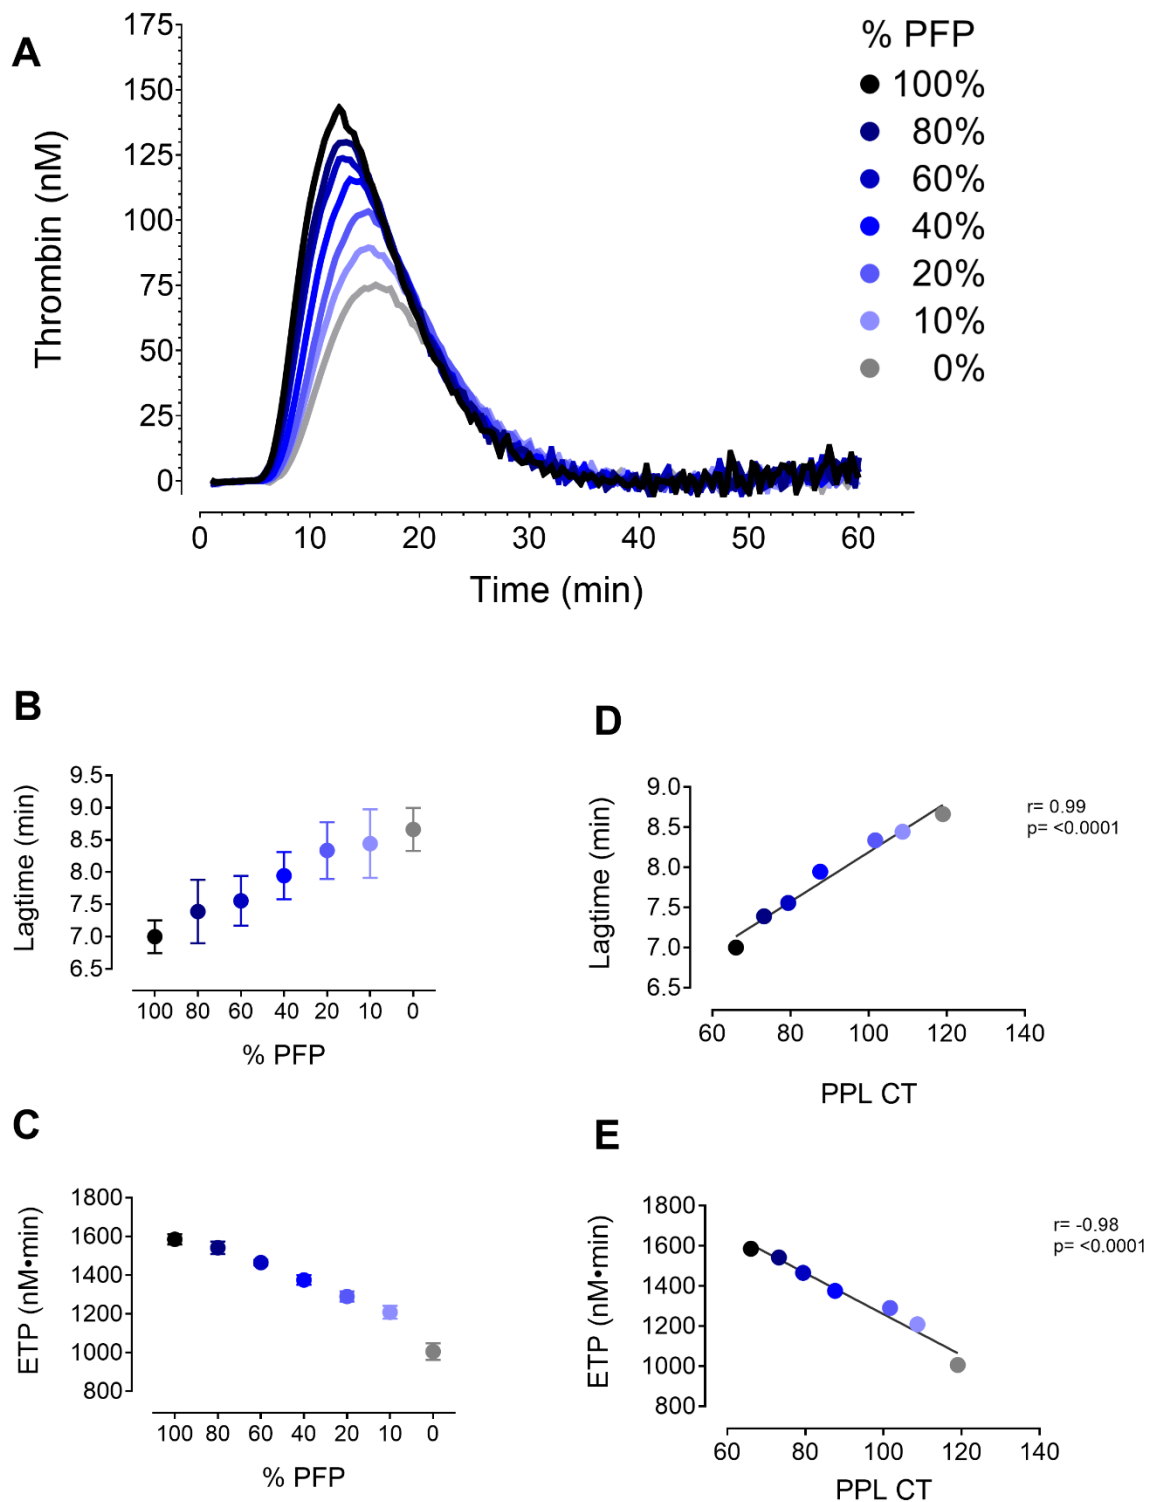 A
175
150
125
100
75
50
25
0
Thrombin (nM)
0 10 20 30 40 50 60
Time (min)
% PFP
100%
80%
60%
40%
20%
10%
0%
B
9.5
9.0
8.5
8.0
7.5
7.0
6.5
Lagtime (min)
100 80 60 40 20 10 0
% PFP
D
9.0
8.5
8.0
7.5
7.0
6.5
Lagtime (min)
r= 0.99
p= <0.0001
60 80 100 120 140
PPL CT
C
1800
1600
1400
1200
1000
800
ETP (nM•min)
100 80 60 40 20 10 0
% PFP
E
1800
1600
1400
1200
1000
800
ETP (nM•min)
r= -0.98
p= <0.0001
60 80 100 120 140
PPL CT